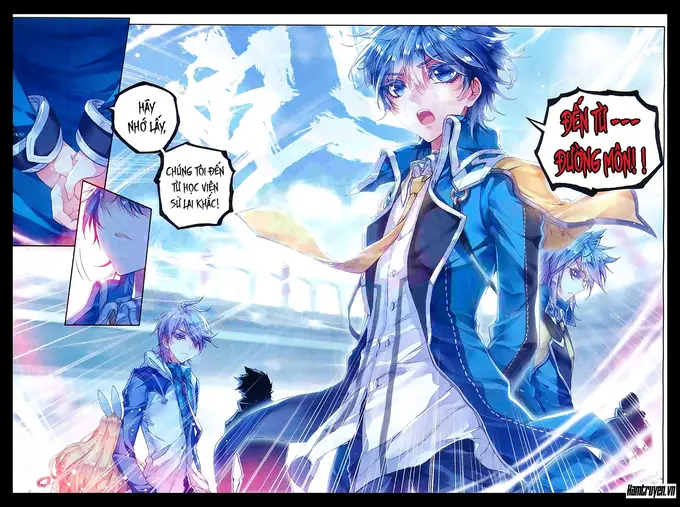 HÃY
NHỚ LẤY,
CHÚNG TÔI ĐẾN
TỪ HỌC VIỆN
SỬ LAI KHẮC!
ĐẾN TỪ ---
ĐƯỜNG MÔN! !
Hamtruyen.vn